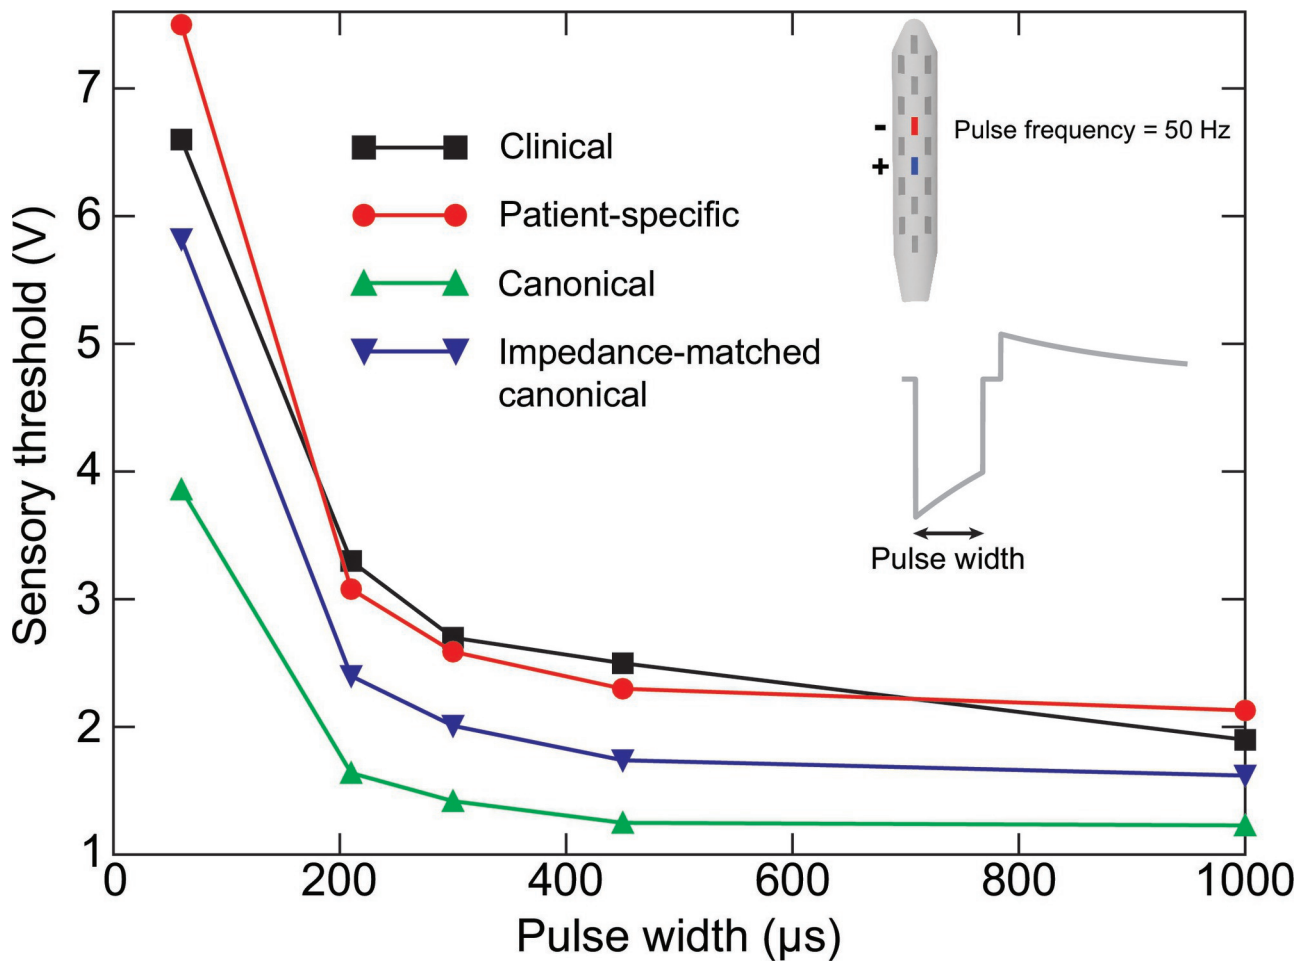 Sensory threshold (V)
7
6
5
4
3
2
1
0
200
400
600
800
1000
Pulse width (μs)
Clinical
Patient-specific
Canonical
Impedance-matched
canonical
-
Pulse frequency = 50 Hz
+
Pulse width